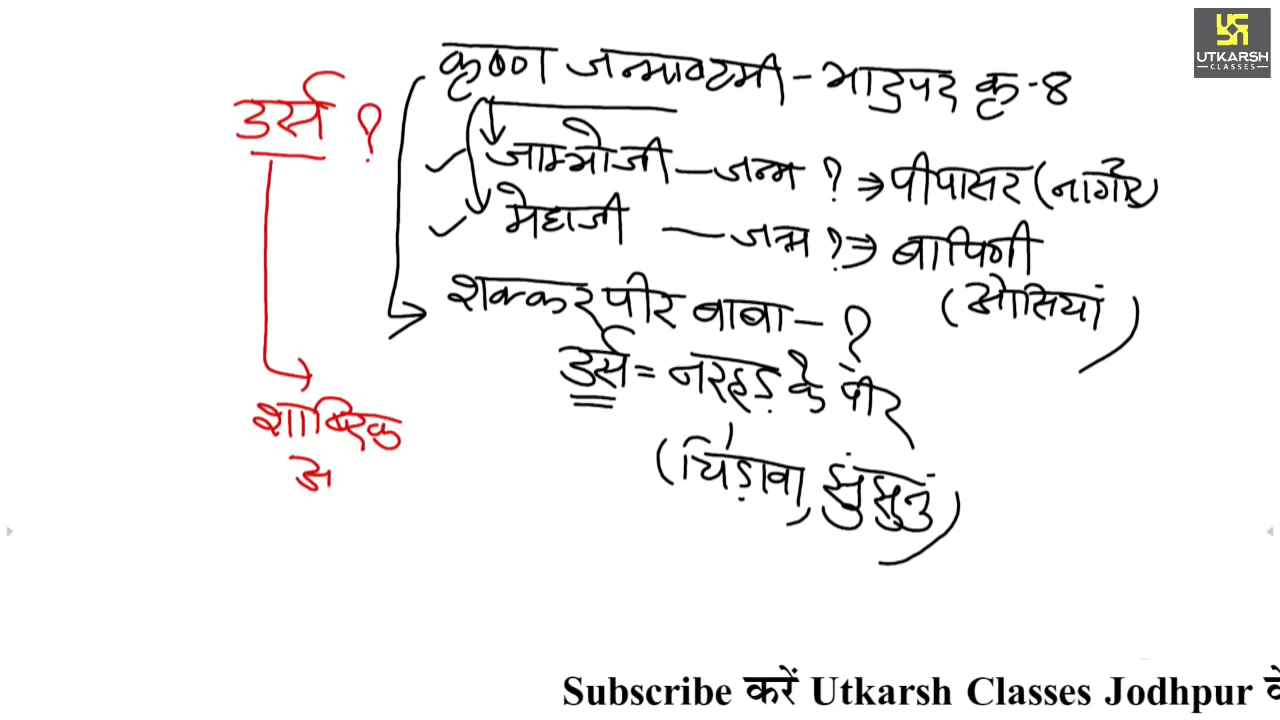 UTKARSH
CLASSES
कृष्ण जन्माष्टमी - भाद्रपद कृ - 8
उर्स ?
जाम्भोजी - जन्म ? ⇒ पीपासर (नागौर)
मेहाजी - जन्म ? ⇒ बापिणी
(ओसियां)
शक्कर पीर बाबा - ?
उर्स = नरहड़ के पीर
(चिड़ावा, झुंझुनुं)
शाब्दिक
अ
Subscribe करें Utkarsh Classes Jodhpur के